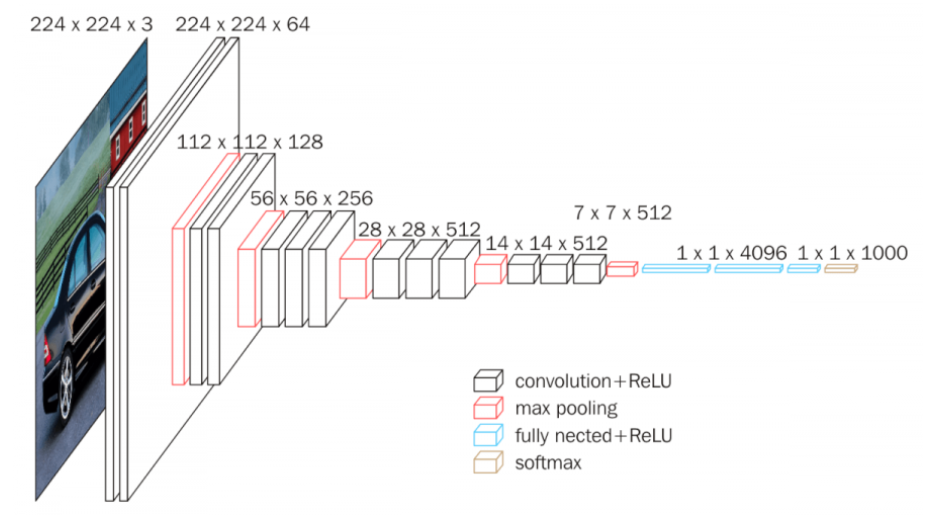 224 x 224 x 3
224 x 224 x 64
112 x 112 x 128
56 x 56 x 256
28 x 28 x 512
14 x 14 x 512
7 x 7 x 512
1 x 1 x 4096
1 x 1 x 1000
convolution+ReLU
max pooling
fully nected+ReLU
softmax